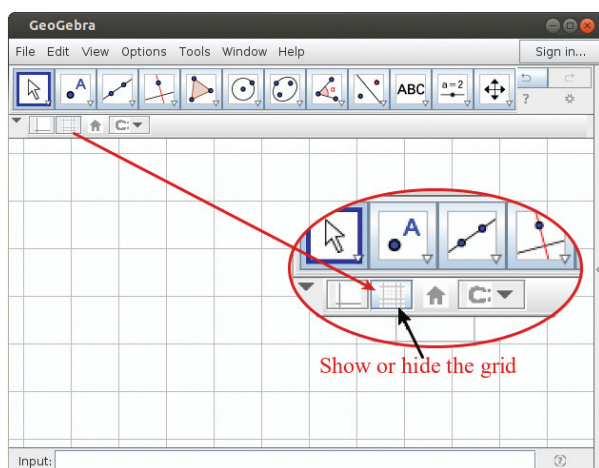 GeoGebra
File Edit View Options Tools Window Help Sign in...
A ABC a=2 ?
A
Show or hide the grid
Input: ?